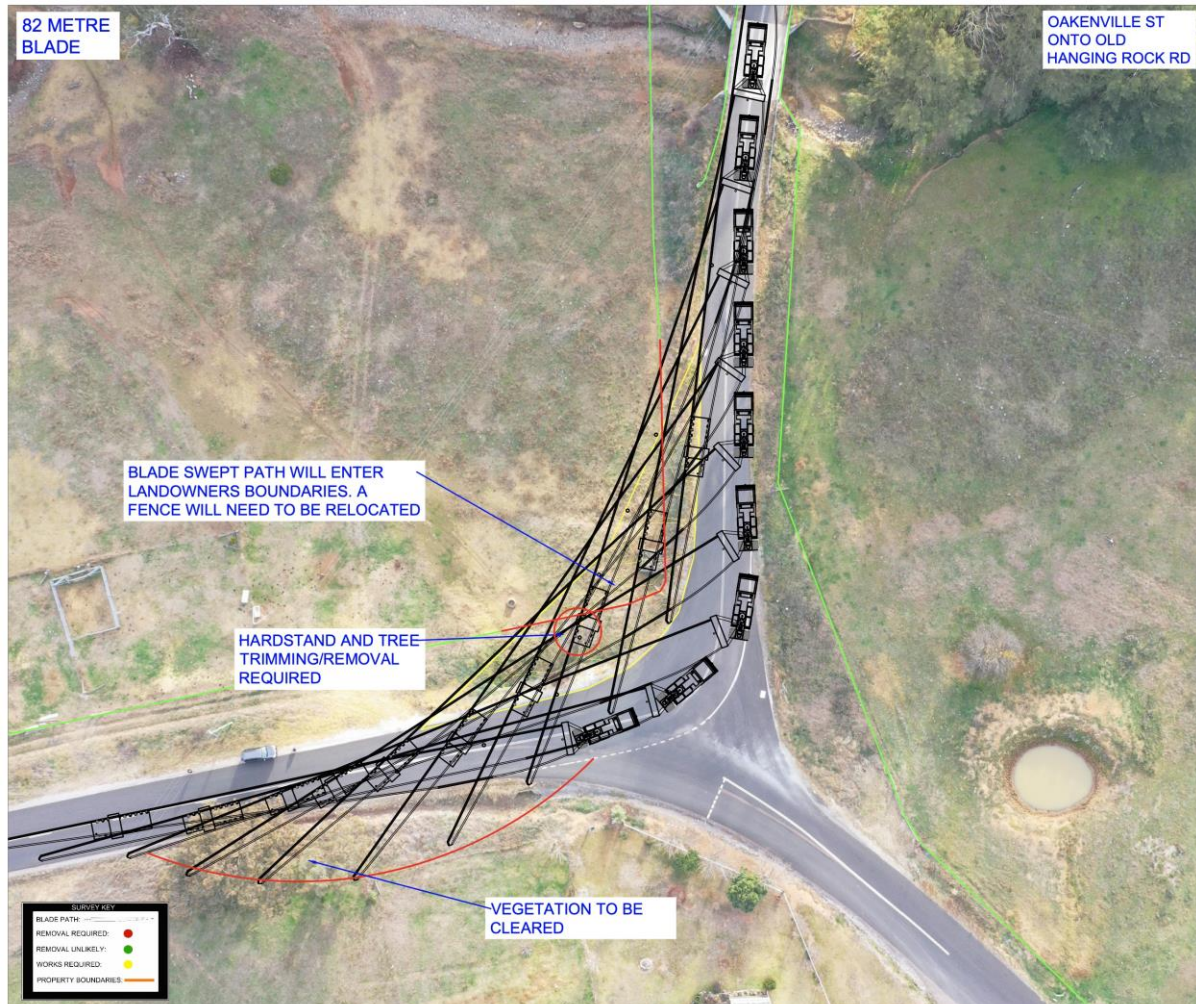 82 METRE
BLADE
OAKENVILLE ST
ONTO OLD
HANGING ROCK RD
BLADE SWEPT PATH WILL ENTER
LANDOWNERS BOUNDARIES. A
FENCE WILL NEED TO BE RELOCATED
HARDSTAND AND TREE
TRIMMING/REMOVAL
REQUIRED
VEGETATION TO BE
CLEARED
SURVEY KEY
BLADE PATH:
REMOVAL REQUIRED:
REMOVAL UNLIKELY:
WORKS REQUIRED:
PROPERTY BOUNDARIES: